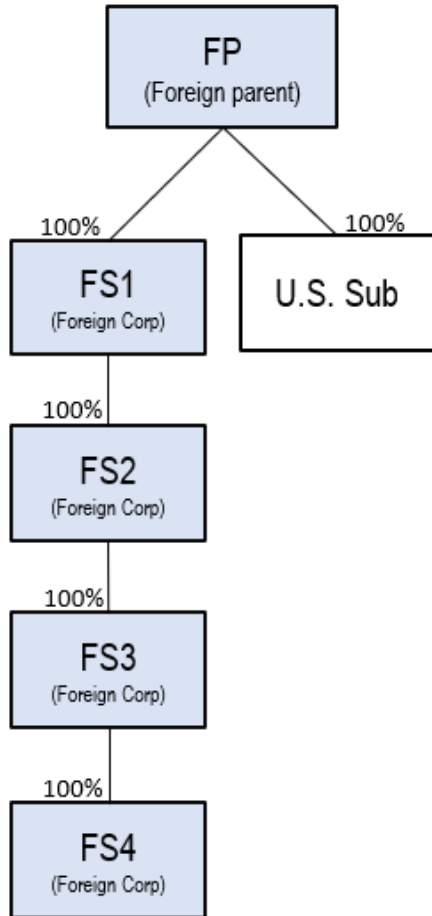 FP
(Foreign parent)
100%
100%
FS1
(Foreign Corp)
U.S. Sub
100%
FS2
(Foreign Corp)
100%
FS3
(Foreign Corp)
100%
FS4
(Foreign Corp)